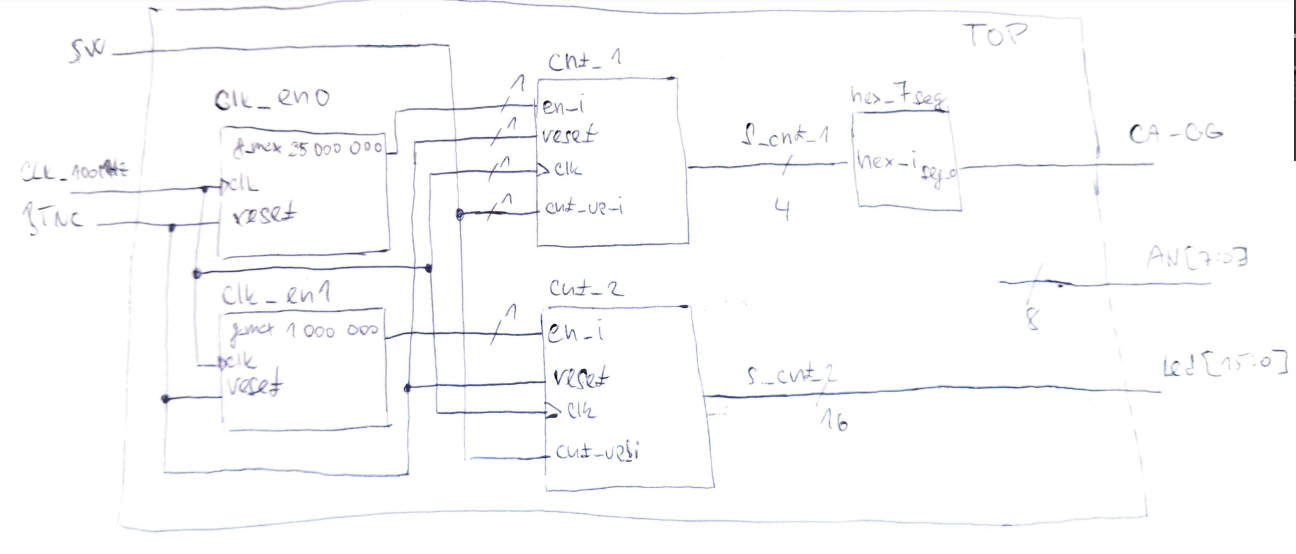 TOP
SW
clk_en0
g_max 25 000 000
CLK_100MHz
clk
BTNC
reset
cnt_1
1
en_i
1
reset
1
clk
1
cnt_up_i
s_cnt_1
4
hex_7seg
hex_i
seg_o
CA-CG
AN[7:0]
8
clk_en1
g_max 1 000 000
clk
reset
cnt_2
1
en_i
reset
clk
s_cnt_2
16
Led[15:0]